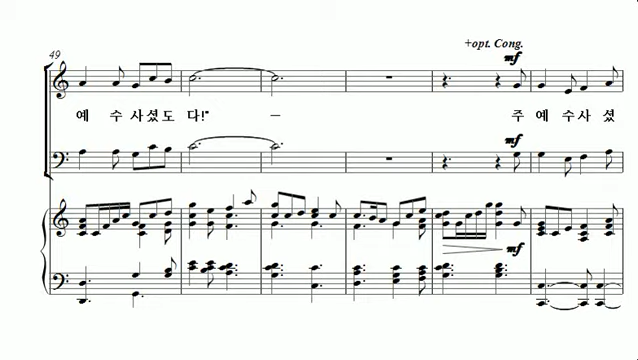 49
+opt. Cong.
mf
예 수 사 셨 도 다!" — 주 예 수 사 셨
mf
mf